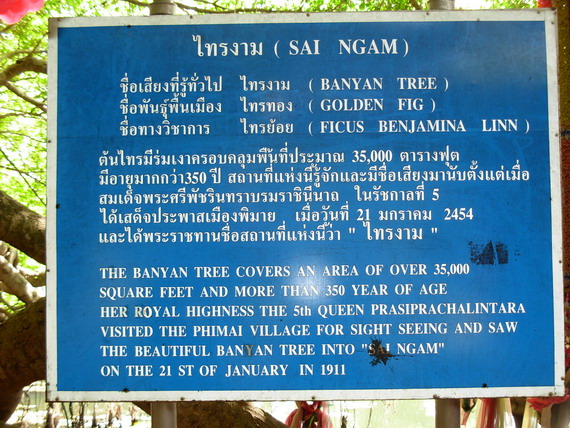 ไทรงาม ( SAI NGAM )
ชื่อเสียงที่รู้ทั่วไป ไทรงาม ( BANYAN TREE )
ชื่อพันธุ์พื้นเมือง ไทรทอง ( GOLDEN FIG )
ชื่อทางวิชาการ ไทรย้อย ( FICUS BENJAMINA LINN )
ต้นไทรมีร่มเงาครอบคลุมพื้นที่ประมาณ 35,000 ตารางฟุต
มีอายุมากกว่า350 ปี สถานที่แห่งนี้รู้จักและมีชื่อเสียงมานับตั้งแต่เมื่อ
สมเด็จพระศรีพัชรินทราบรมราชินีนาถ ในรัชกาลที่ 5
ได้เสด็จประพาสเมืองพิมาย เมื่อวันที่ 21 มกราคม 2454
และได้พระราชทานชื่อสถานที่แห่งนี้ว่า " ไทรงาม "
THE BANYAN TREE COVERS AN AREA OF OVER 35,000
SQUARE FEET AND MORE THAN 350 YEAR OF AGE
HER ROYAL HIGHNESS THE 5th QUEEN PRASIPRACHALINTARA
VISITED THE PHIMAI VILLAGE FOR SIGHT SEEING AND SAW
THE BEAUTIFUL BANYAN TREE INTO "SAI NGAM"
ON THE 21 ST OF JANUARY IN 1911